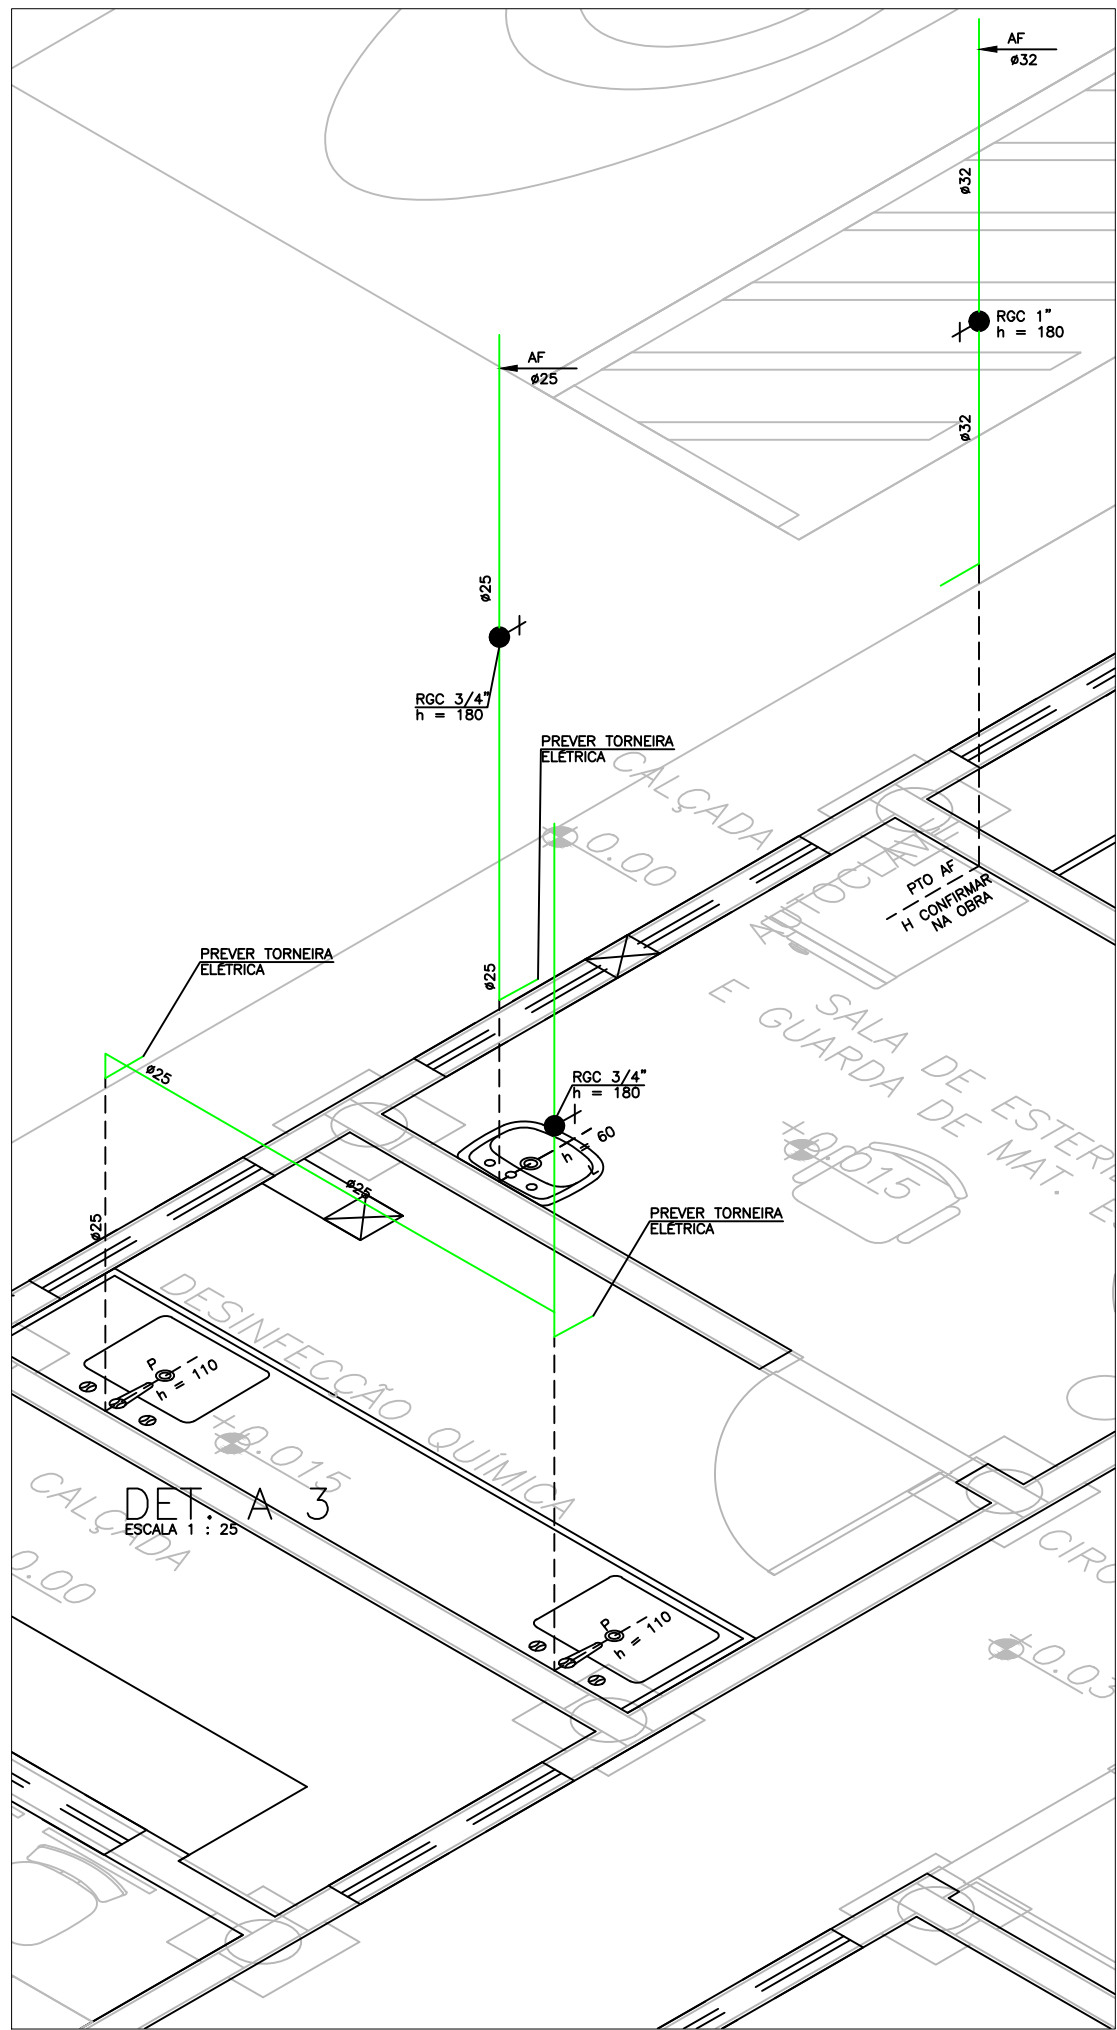 AF
ø32
ø32
RGC 1"
h = 180
AF
ø25
ø32
ø25
RGC 3/4"
h = 180
PREVER TORNEIRA
ELÉTRICA
CALÇADA
0.00
PTO AF
H CONFIRMAR
NA OBRA
PREVER TORNEIRA
ELÉTRICA
ø25
SALA DE ESTERI
E GUARDA DE MAT. E
ø25
RGC 3/4"
h = 180
h = 60
+0.015
ø25
ø25
PREVER TORNEIRA
ELÉTRICA
DESINFECÇÃO QUÍMICA
P
h = 110
+0.015
CALÇADA
DET. A 3
ESCALA 1 : 25
0.00
CIRC
P
h = 110
+0.03